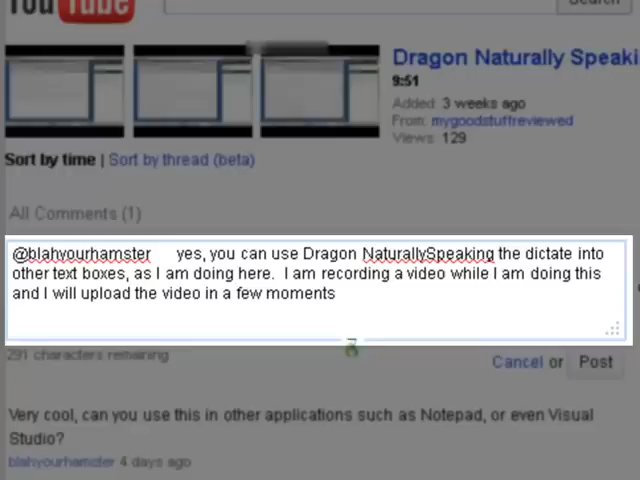 You Tube
Search
Dragon Naturally Speaki
9:51
Added: 3 weeks ago
From: mygoodstuffreviewed
Views: 129
Sort by time | Sort by thread (beta)
All Comments (1)
@blahyourhamster yes, you can use Dragon NaturallySpeaking the dictate into
other text boxes, as I am doing here. I am recording a video while I am doing this
and I will upload the video in a few moments
291 characters remaining
Cancel or Post
Very cool, can you use this in other applications such as Notepad, or even Visual
Studio?
blahyourhamster 4 days ago